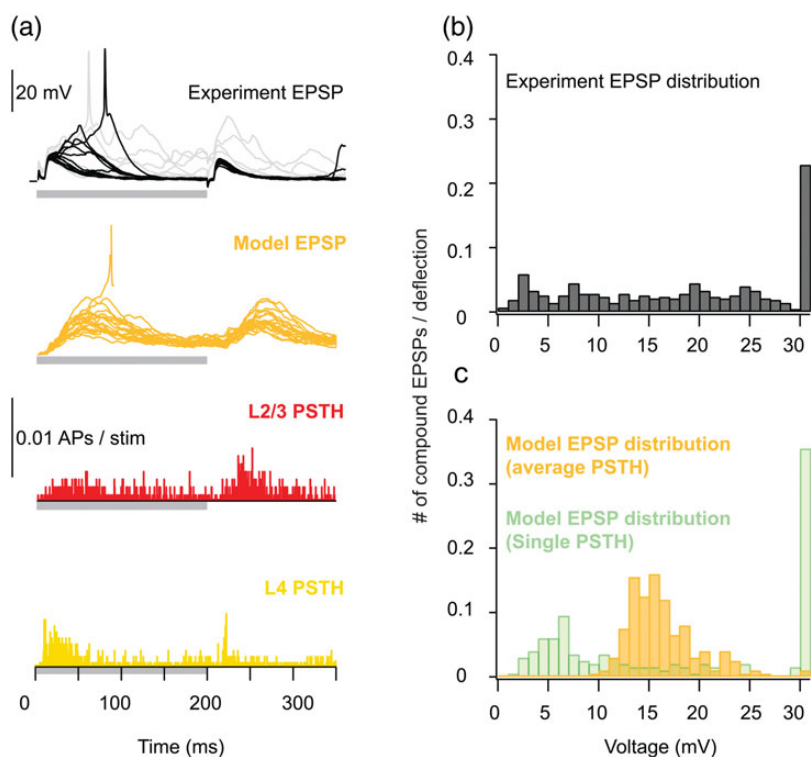 (a)
20 mV
Experiment EPSP
Model EPSP
L2/3 PSTH
0.01 APs / stim
L4 PSTH
0
100
200
300
Time (ms)
(b)
# of compound EPSPs / deflection
0.4
0.3
0.2
0.1
0
Experiment EPSP distribution
0 5 10 15 20 25 30
c
0.4
0.3
0.2
0.1
0
Model EPSP distribution
(average PSTH)
Model EPSP distribution
(Single PSTH)
0 5 10 15 20 25 30
Voltage (mV)